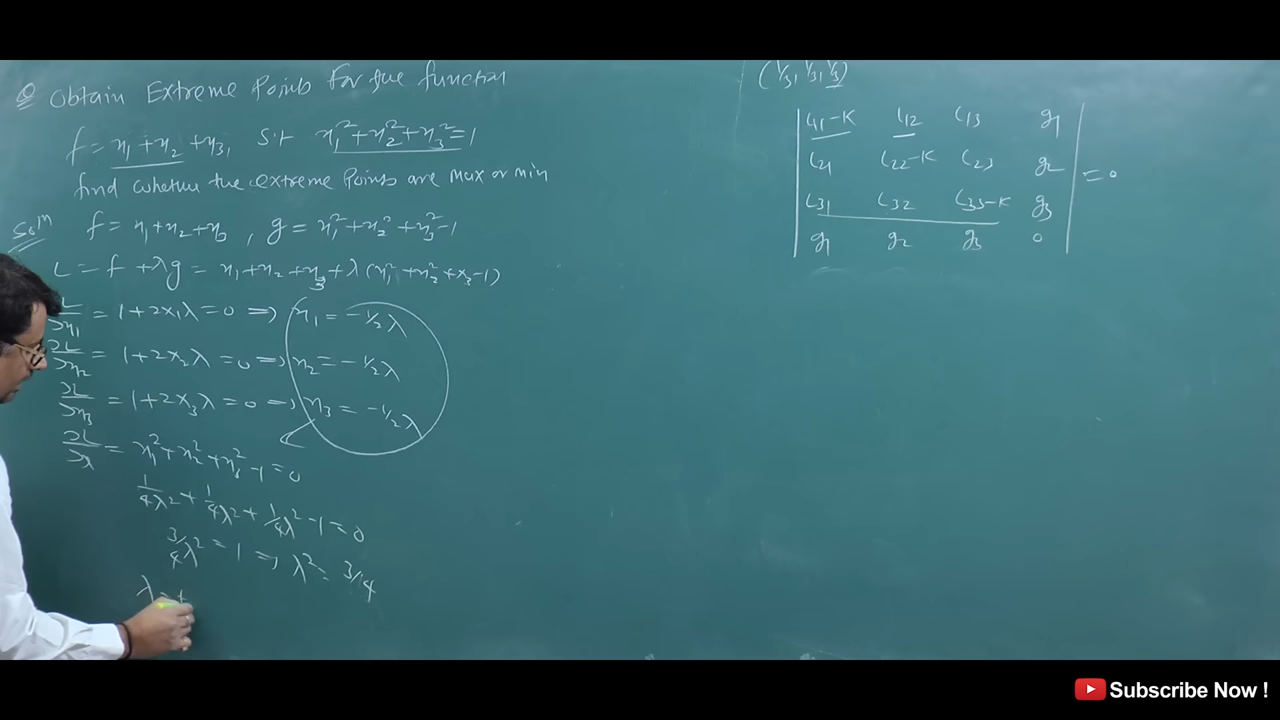 Q Obtain Extreme Points for the function
f = x₁ + x₂ + x₃, S.t x₁² + x₂² + x₃² = 1
find whether the extreme Points are max or min
Solⁿ f = x₁ + x₂ + x₃, g = x₁² + x₂² + x₃² - 1
L = f + λg = x₁ + x₂ + x₃ + λ(x₁² + x₂² + x₃ - 1)
∂L/∂x₁ = 1 + 2x₁λ = 0 => x₁ = -1/2λ
∂L/∂x₂ = 1 + 2x₂λ = 0 => x₂ = -1/2λ
∂L/∂x₃ = 1 + 2x₃λ = 0 => x₃ = -1/2λ
∂L/∂λ = x₁² + x₂² + x₃² - 1 = 0
1/4λ² + 1/4λ² + 1/4λ² - 1 = 0
3/4λ² = 1 => λ² = 3/4
λ = +
(1/3, 1/3, 1/3)
| L11-K L12 L13 g1 |
| L21 L22-K L23 g2 | = 0
| L31 L32 L33-K g3 |
| g1 g2 g3 0 |
Subscribe Now !